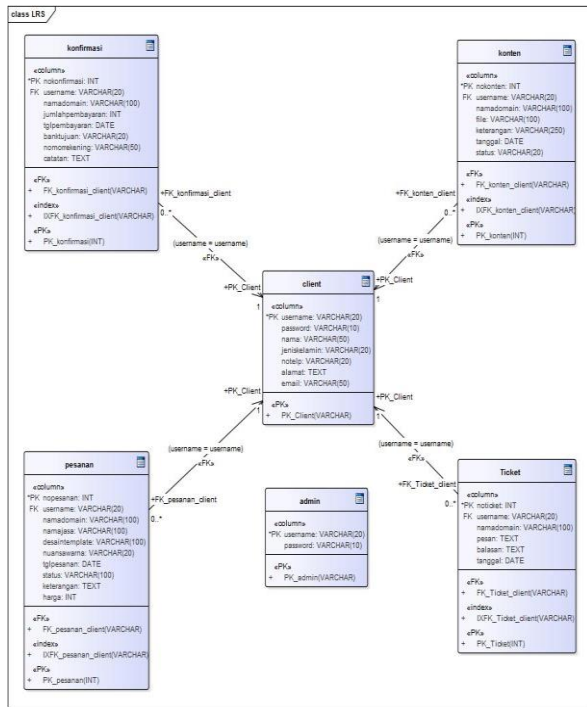 class LRS
konfirmasi
«column»
*PK nokonfirmasi: INT
FK username: VARCHAR(20)
namadomain: VARCHAR(100)
jumlahpembayaran: INT
tglpembayaran: DATE
banktujuan: VARCHAR(20)
nomorrekening: VARCHAR(50)
catatan: TEXT
«FK»
+ FK_konfirmasi_client(VARCHAR)
«index»
+ IXFK_konfirmasi_client(VARCHAR)
«PK»
+ PK_konfirmasi(INT)
konten
«column»
*PK nokonten: INT
FK username: VARCHAR(20)
namadomain: VARCHAR(100)
file: VARCHAR(100)
keterangan: VARCHAR(250)
tanggal: DATE
status: VARCHAR(20)
«FK»
+ FK_konten_client(VARCHAR)
«index»
+ IXFK_konten_client(VARCHAR
«PK»
+ PK_konten(INT)
+FK_konfirmasi_client
0..*
(username = username)
«FK»
+PK_Client
1
+FK_konten_client
0..*
(username = username)
«FK»
+PK_Client
1
client
«column»
*PK username: VARCHAR(20)
password: VARCHAR(10)
nama: VARCHAR(50)
jeniskelamin: VARCHAR(20)
notelp: VARCHAR(20)
alamat: TEXT
email: VARCHAR(50)
«PK»
+ PK_Client(VARCHAR)
+PK_Client
1
(username = username)
«FK»
+FK_pesanan_client
0..*
+PK_Client
1
(username = username)
«FK»
+FK_Ticket_client
0..*
pesanan
«column»
*PK nopesanan: INT
FK username: VARCHAR(20)
namadomain: VARCHAR(100)
namajasa: VARCHAR(100)
desaintemplate: VARCHAR(100)
nuansawarna: VARCHAR(20)
tglpesanan: DATE
status: VARCHAR(100)
keterangan: TEXT
harga: INT
«FK»
+ FK_pesanan_client(VARCHAR)
«index»
+ IXFK_pesanan_client(VARCHAR)
«PK»
+ PK_pesanan(INT)
admin
«column»
*PK username: VARCHAR(20)
password: VARCHAR(10)
«PK»
+ PK_admin(VARCHAR)
Ticket
«column»
*PK noticket: INT
FK username: VARCHAR(20)
namadomain: VARCHAR(100)
pesan: TEXT
balasan: TEXT
tanggal: DATE
«FK»
+ FK_Ticket_client(VARCHAR)
«index»
+ IXFK_Ticket_client(VARCHAR)
«PK»
+ PK_Ticket(INT)